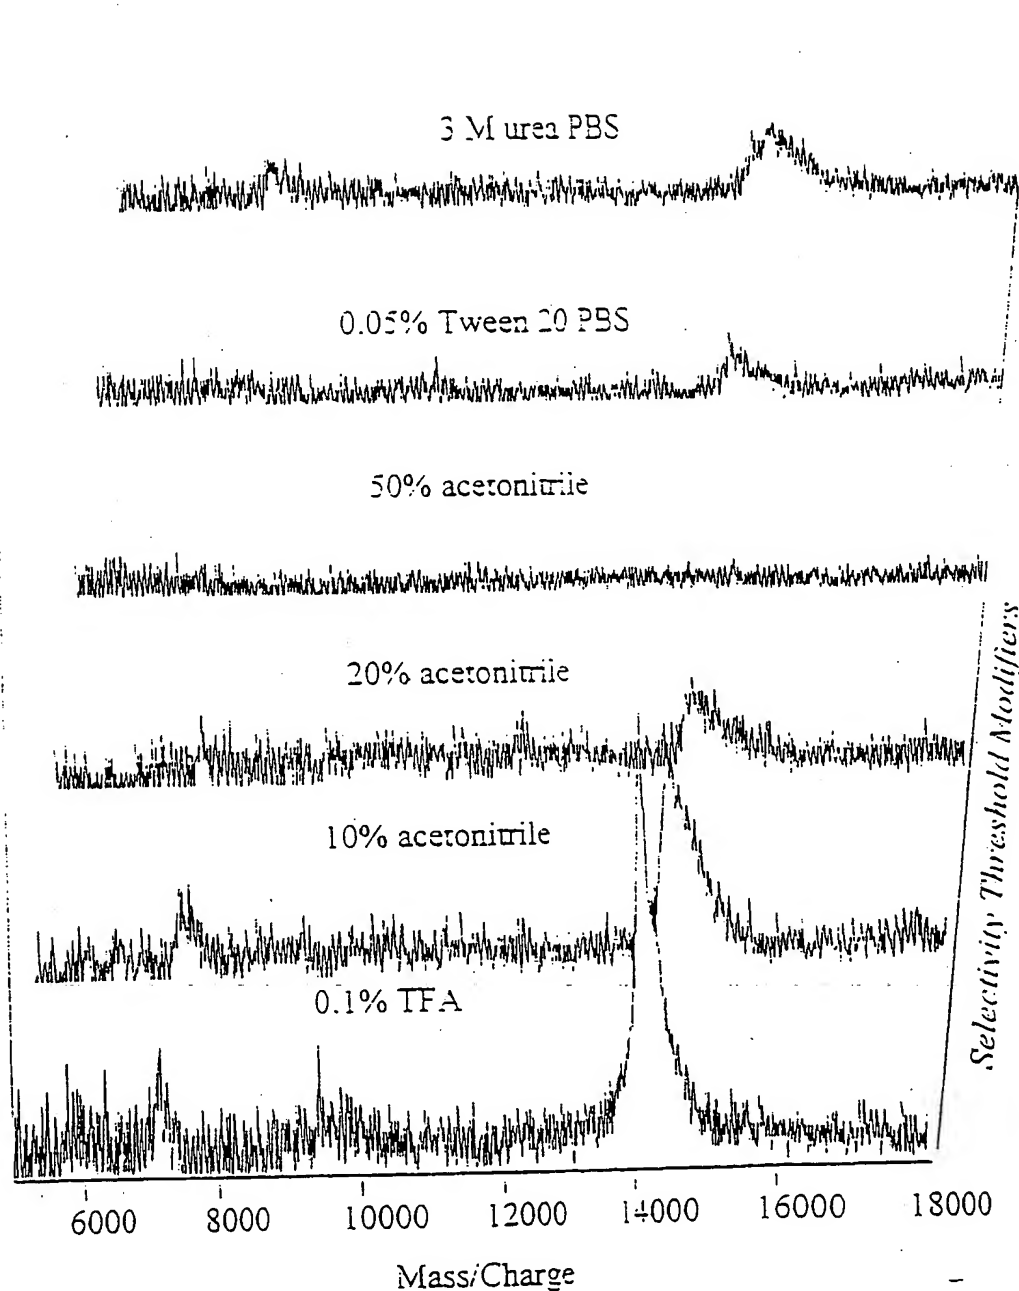 3 M urea PBS
0.05% Tween 20 PBS
50% acetonitrile
20% acetonitrile
10% acetonitrile
0.1% TFA
Selectivity Threshold Modifiers
6000 8000 10000 12000 14000 16000 18000
Mass/Charge